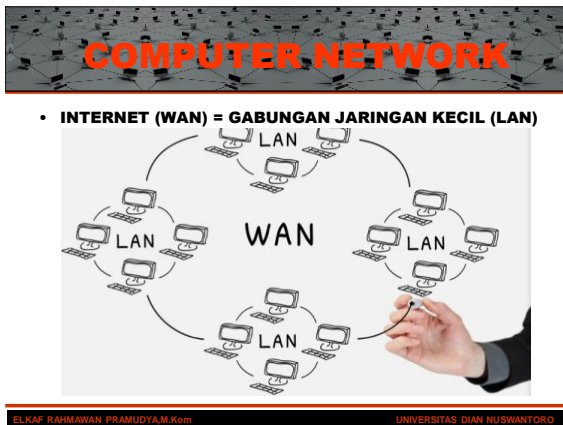 COMPUTER NETWORK
• INTERNET (WAN) = GABUNGAN JARINGAN KECIL (LAN)
LAN
LAN
WAN
LAN
LAN
ELKAF RAHMAWAN PRAMUDYA,M.Kom
UNIVERSITAS DIAN NUSWANTORO